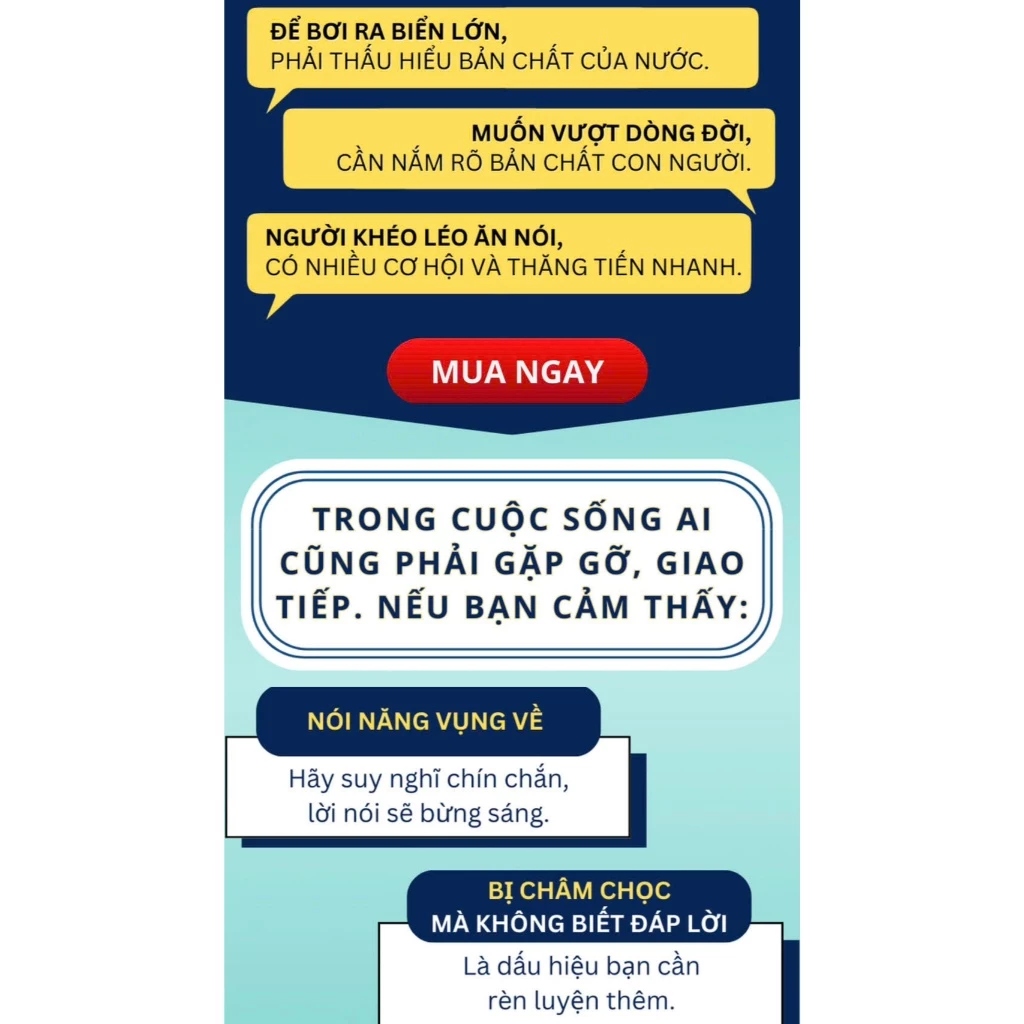 ĐỂ BƠI RA BIỂN LỚN,
PHẢI THẤU HIỂU BẢN CHẤT CỦA NƯỚC.
MUỐN VƯỢT DÒNG ĐỜI,
CẦN NẮM RÕ BẢN CHẤT CON NGƯỜI.
NGƯỜI KHÉO LÉO ĂN NÓI,
CÓ NHIỀU CƠ HỘI VÀ THĂNG TIẾN NHANH.
MUA NGAY
TRONG CUỘC SỐNG AI
CŨNG PHẢI GẶP GỠ, GIAO
TIẾP. NẾU BẠN CẢM THẤY:
NÓI NĂNG VỤNG VỀ
Hãy suy nghĩ chín chắn,
lời nói sẽ bừng sáng.
BỊ CHÂM CHỌC
MÀ KHÔNG BIẾT ĐÁP LỜI
Là dấu hiệu bạn cần
rèn luyện thêm.